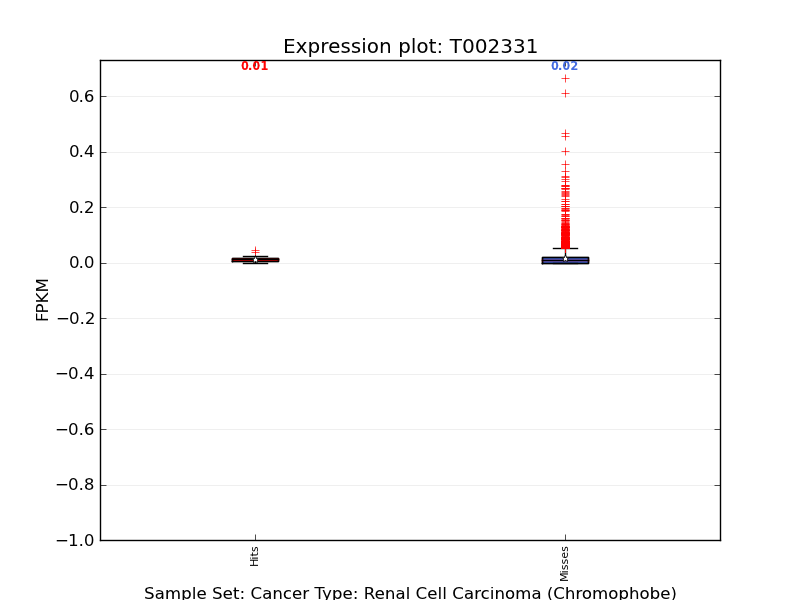 Expression plot: T002331
0.01 0.02
0.6
0.4
0.2
0.0
−0.2
−0.4
−0.6
−0.8
−1.0
FPKM
Hits Misses
Sample Set: Cancer Type: Renal Cell Carcinoma (Chromophobe)